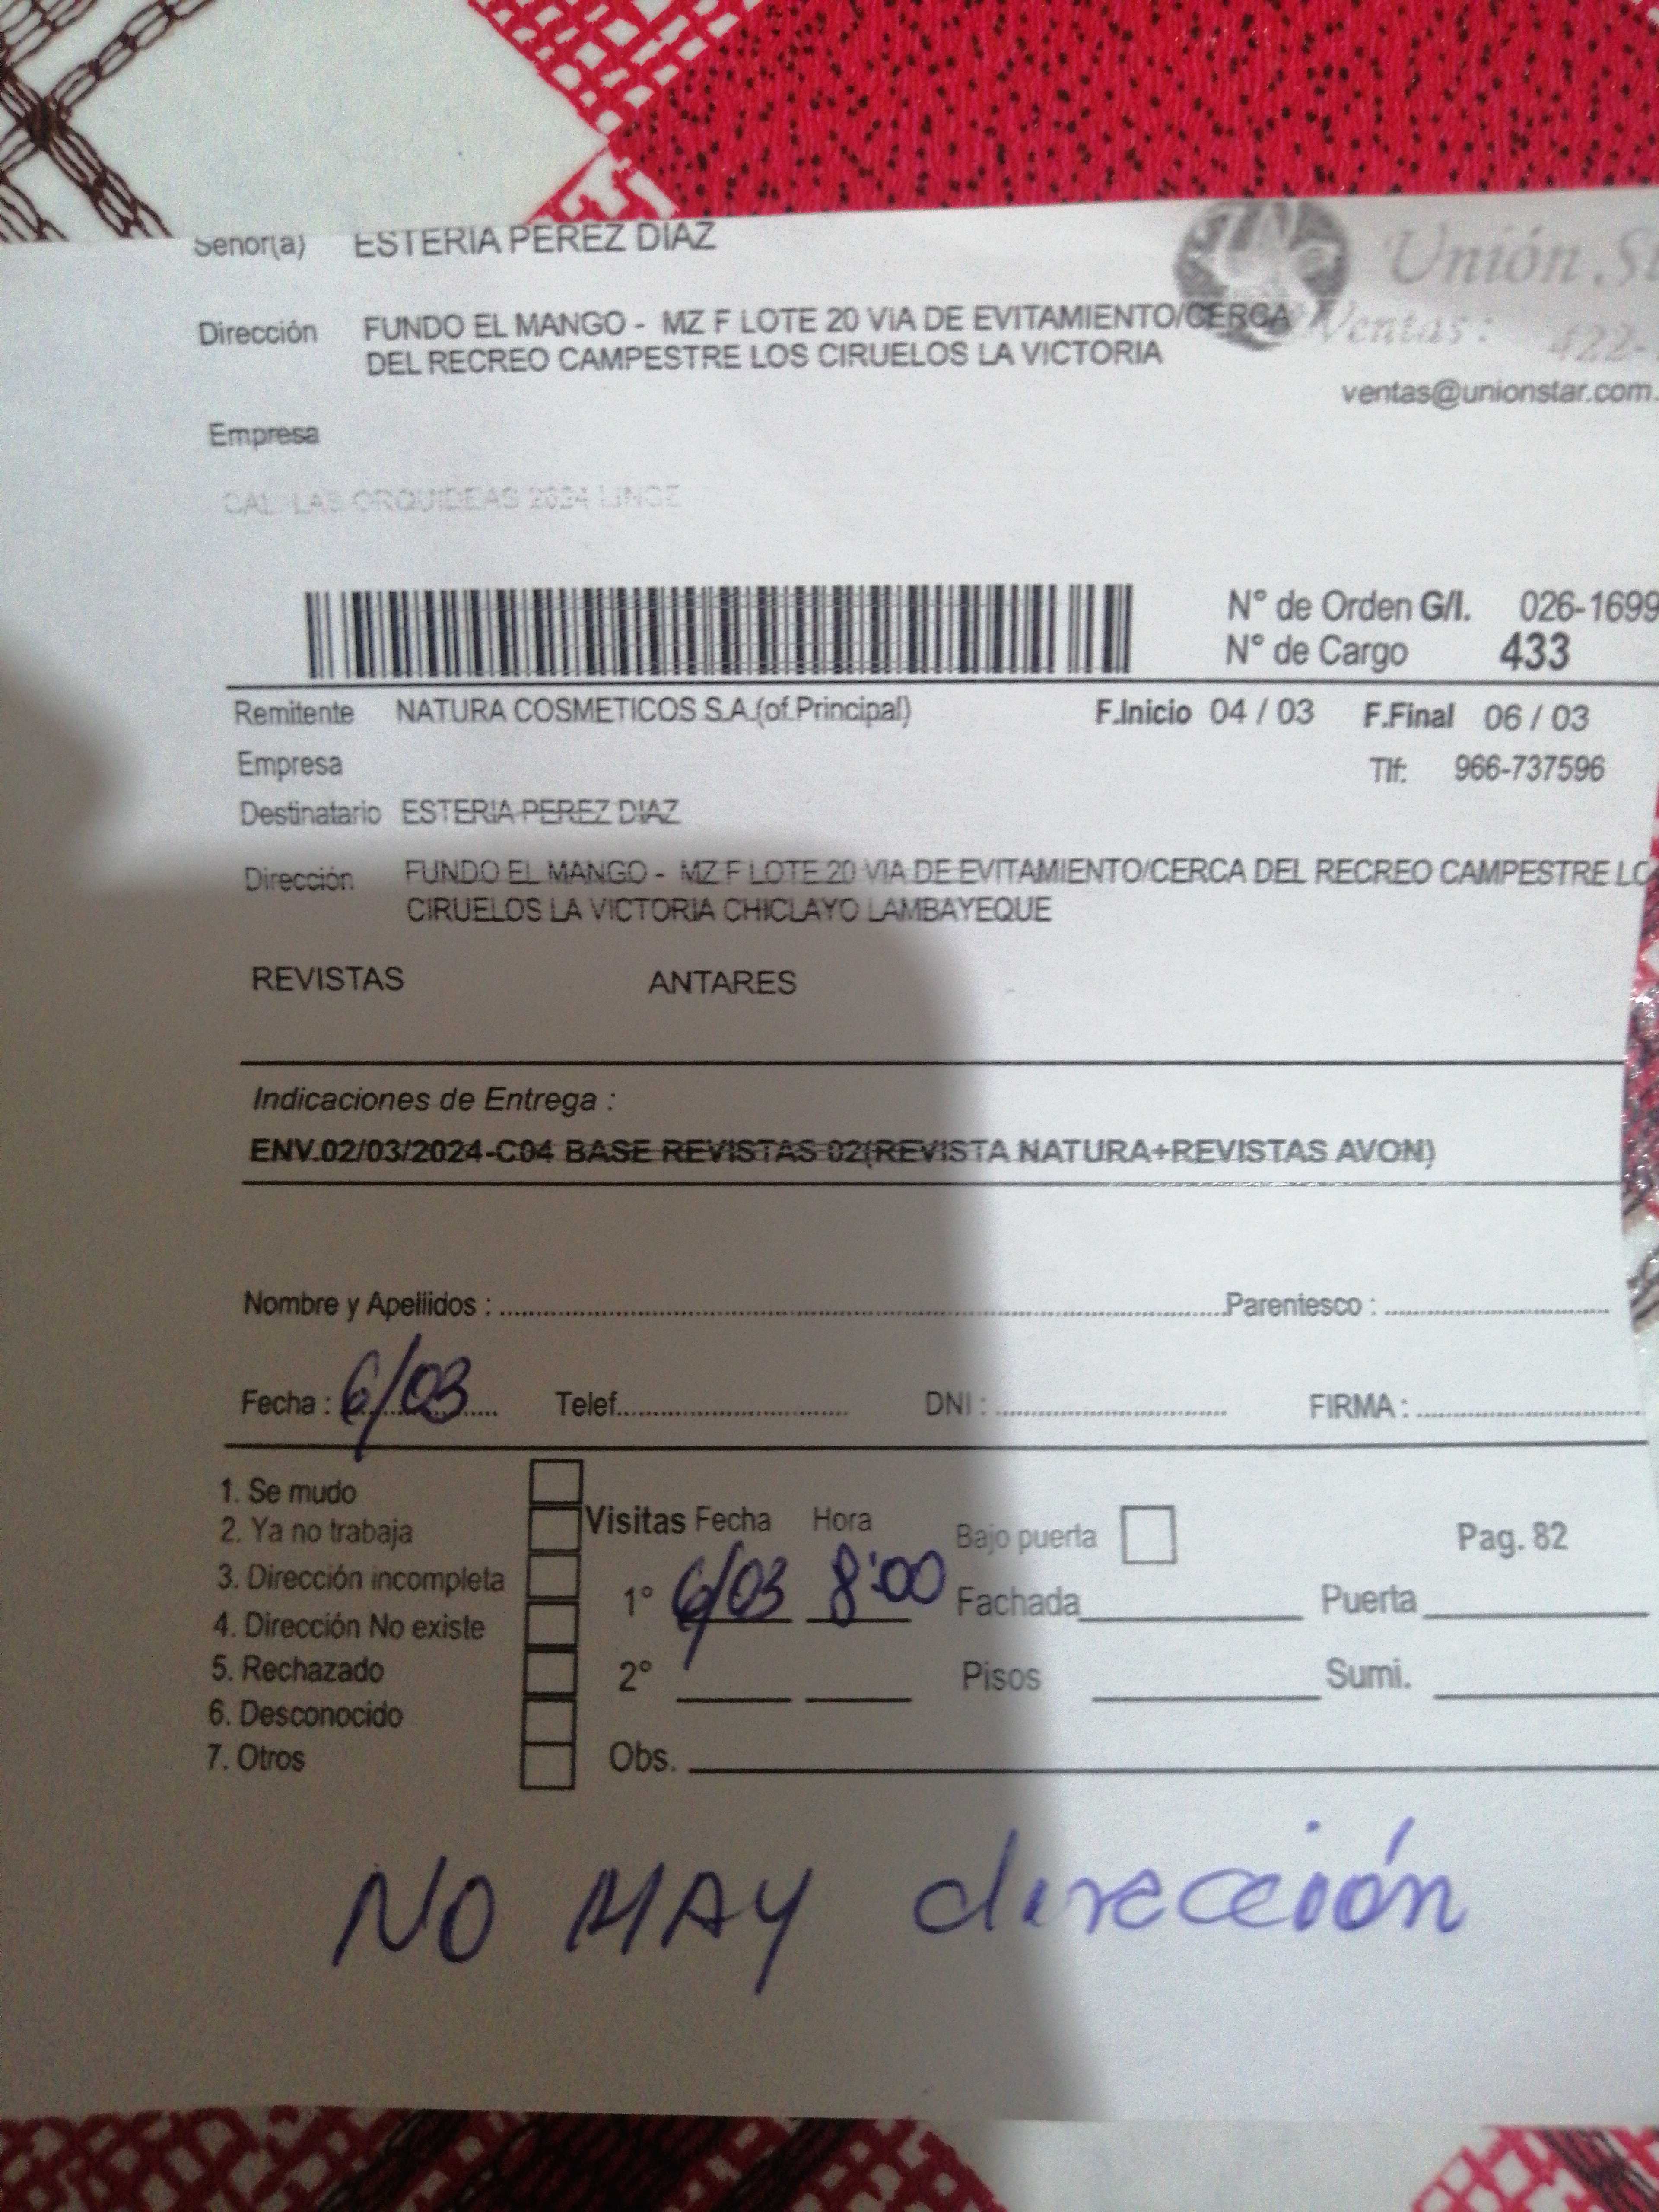 Señor(a) ESTERIA PEREZ DIAZ
Unión
Dirección FUNDO EL MANGO - MZ F LOTE 20 VIA DE EVITAMIENTO/CERCA
DEL RECREO CAMPESTRE LOS CIRUELOS LA VICTORIA
Ventas: 422-
ventas@unionstar.com.
Empresa
CAL. LAS ORQUIDEAS 2624 LINCE
N° de Orden G/I. 026-1699
N° de Cargo 433
Remitente NATURA COSMETICOS S.A.(of.Principal) F.Inicio 04 / 03 F.Final 06 / 03
Empresa Tlf: 966-737596
Destinatario ESTERIA PEREZ DIAZ
Dirección FUNDO EL MANGO - MZ F LOTE 20 VIA DE EVITAMIENTO/CERCA DEL RECREO CAMPESTRE LO
CIRUELOS LA VICTORIA CHICLAYO LAMBAYEQUE
REVISTAS ANTARES
Indicaciones de Entrega :
ENV.02/03/2024-C04 BASE REVISTAS 02(REVISTA NATURA+REVISTAS AVON)
Nombre y Apellidos : Parentesco :
Fecha : 6/03 Telef. DNI : FIRMA :
1. Se mudo
2. Ya no trabaja
3. Dirección incompleta
4. Dirección No existe
5. Rechazado
6. Desconocido
7. Otros
Visitas Fecha Hora
1° 6/03 8:00
2°
Obs.
Bajo puerta Pag. 82
Fachada Puerta
Pisos Sumi.
NO HAY dirección